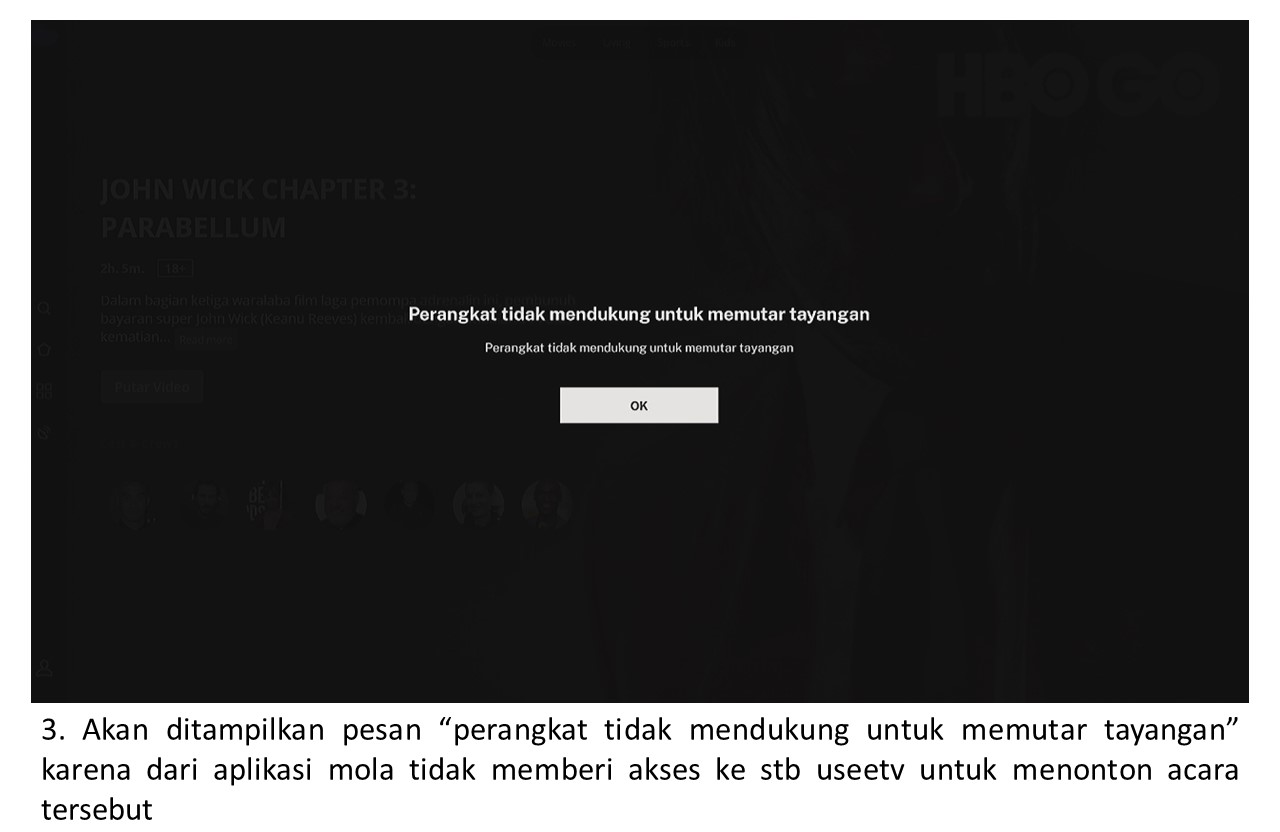 HBO GO
JOHN WICK CHAPTER 3:
PARABELLUM
2h. 5m. 18+
Dalam bagian ketiga waralaba film laga pemompa adrenalin ini, pembunuh
bayaran super John Wick (Keanu Reeves)
kematian...
Perangkat tidak mendukung untuk memutar tayangan
Perangkat tidak mendukung untuk memutar tayangan
Putar Video
OK
3. Akan ditampilkan pesan “perangkat tidak mendukung untuk memutar tayangan”
karena dari aplikasi mola tidak memberi akses ke stb useetv untuk menonton acara
tersebut